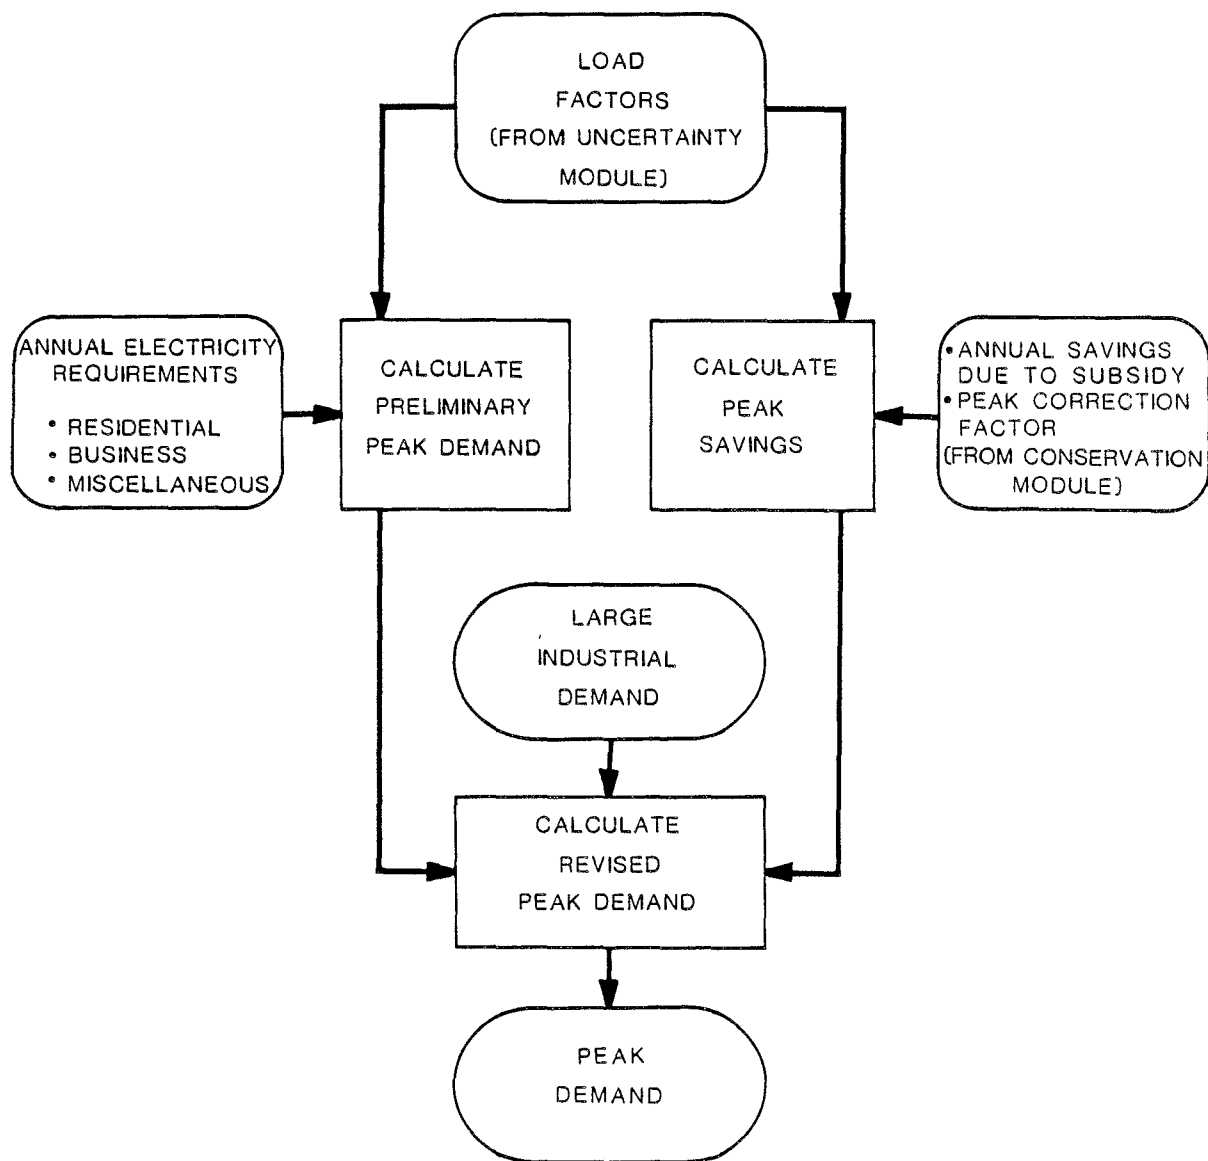 LOAD
FACTORS
(FROM UNCERTAINTY
MODULE)
ANNUAL ELECTRICITY
REQUIREMENTS
• RESIDENTIAL
• BUSINESS
• MISCELLANEOUS
CALCULATE
PRELIMINARY
PEAK DEMAND
CALCULATE
PEAK
SAVINGS
• ANNUAL SAVINGS
DUE TO SUBSIDY
• PEAK CORRECTION
FACTOR
(FROM CONSERVATION
MODULE)
LARGE
INDUSTRIAL
DEMAND
CALCULATE
REVISED
PEAK DEMAND
PEAK
DEMAND